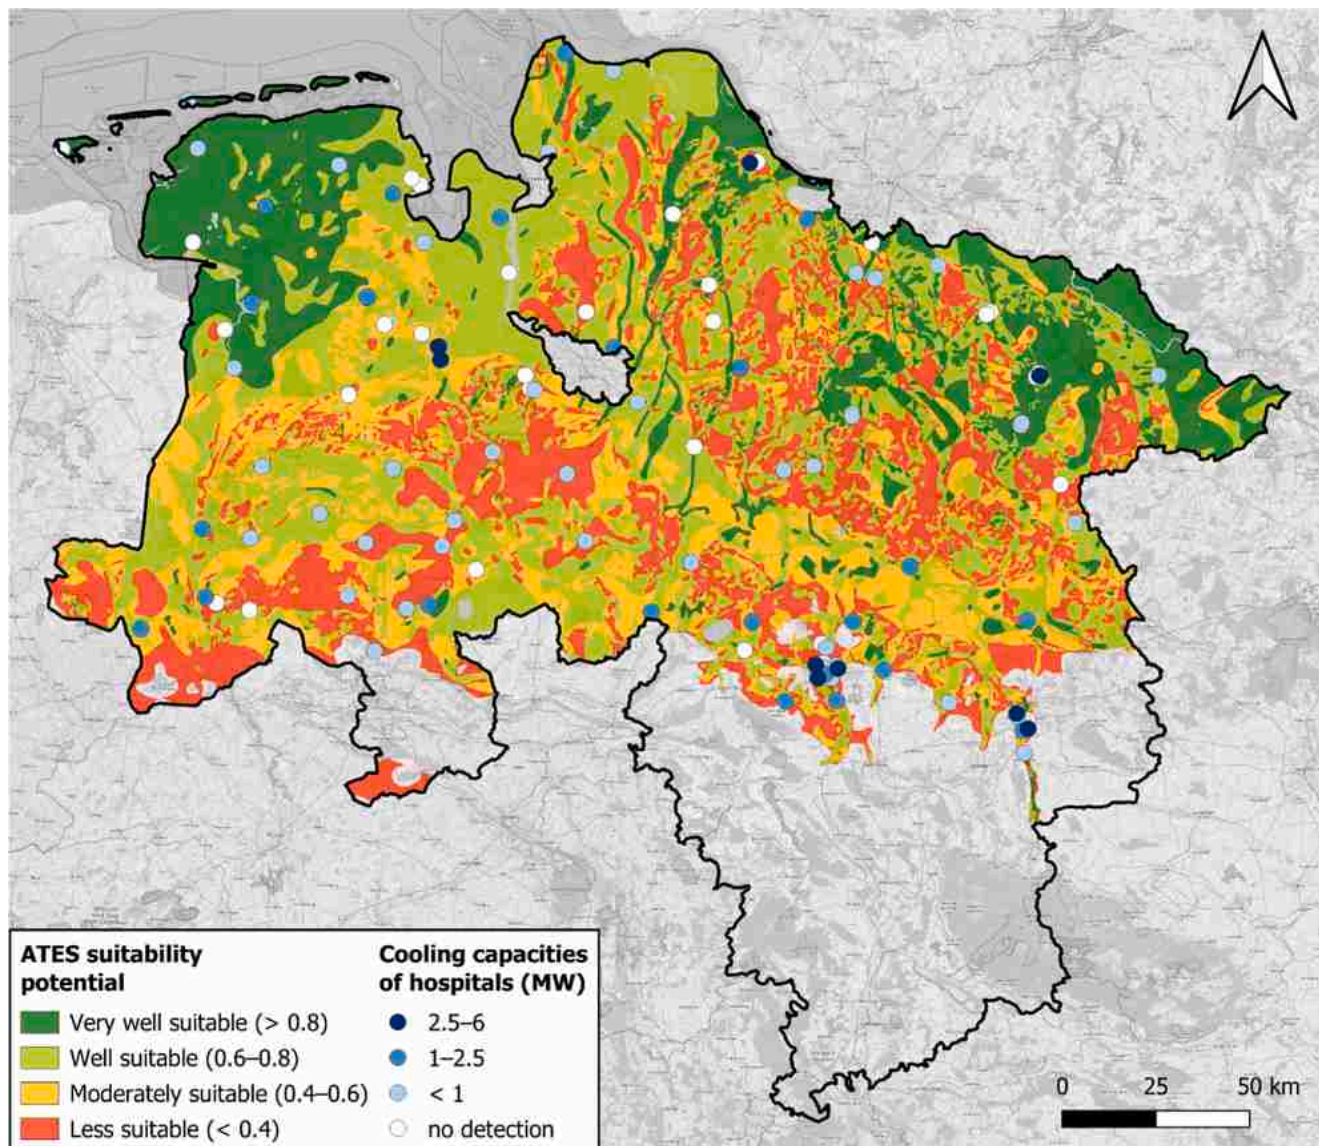 ATES suitability
potential
Very well suitable (> 0.8)
Well suitable (0.6–0.8)
Moderately suitable (0.4–0.6)
Less suitable (< 0.4)
Cooling capacities
of hospitals (MW)
2.5–6
1–2.5
< 1
no detection
0 25 50 km